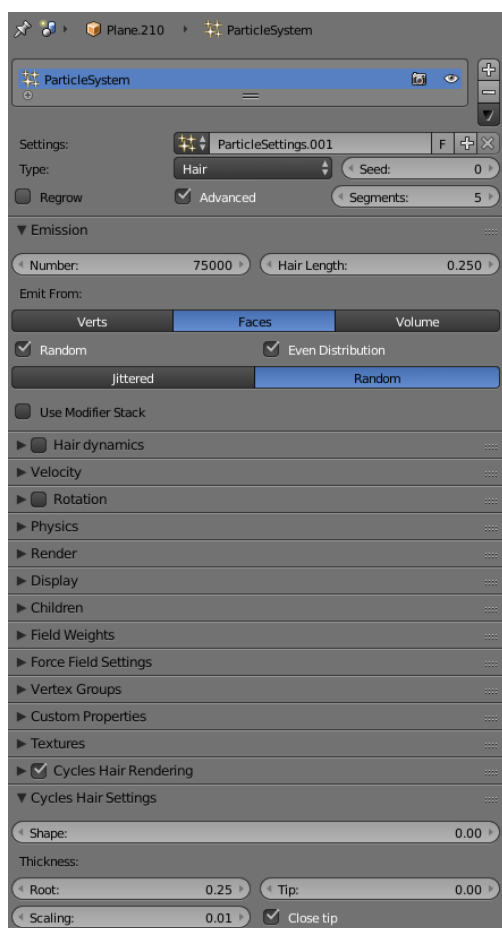 Plane.210 ParticleSystem
ParticleSystem
Settings: ParticleSettings.001 F
Type: Hair Seed: 0
Regrow Advanced Segments: 5
Emission
Number: 75000 Hair Length: 0.250
Emit From:
Verts Faces Volume
Random Even Distribution
Jittered Random
Use Modifier Stack
Hair dynamics
Velocity
Rotation
Physics
Render
Display
Children
Field Weights
Force Field Settings
Vertex Groups
Custom Properties
Textures
Cycles Hair Rendering
Cycles Hair Settings
Shape: 0.00
Thickness:
Root: 0.25 Tip: 0.00
Scaling: 0.01 Close tip